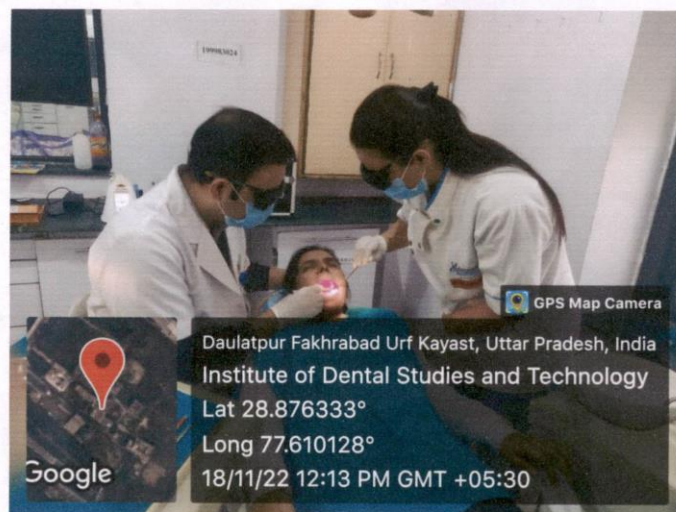 GPS Map Camera
Daulatpur Fakhrabad Urf Kayast, Uttar Pradesh, India
Institute of Dental Studies and Technology
Lat 28.876333°
Long 77.610128°
18/11/22 12:13 PM GMT +05:30
Google